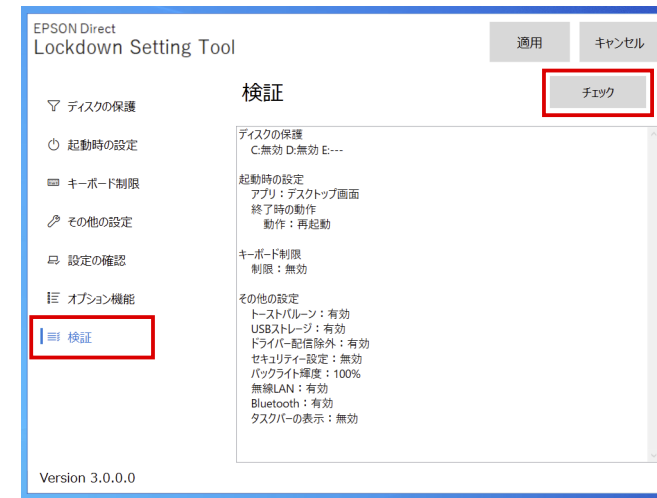 EPSON Direct
Lockdown Setting Tool
適用
キャンセル
ディスクの保護
起動時の設定
キーボード制限
その他の設定
設定の確認
オプション機能
検証
検証
チェック
ディスクの保護
C:無効 D:無効 E:---
起動時の設定
アプリ：デスクトップ画面
終了時の動作
動作：再起動
キーボード制限
制限：無効
その他の設定
トーストバルーン：有効
USBストレージ：有効
ドライバー配信除外：有効
セキュリティー設定：無効
バックライト輝度：100%
無線LAN：有効
Bluetooth：有効
タスクバーの表示：無効
Version 3.0.0.0